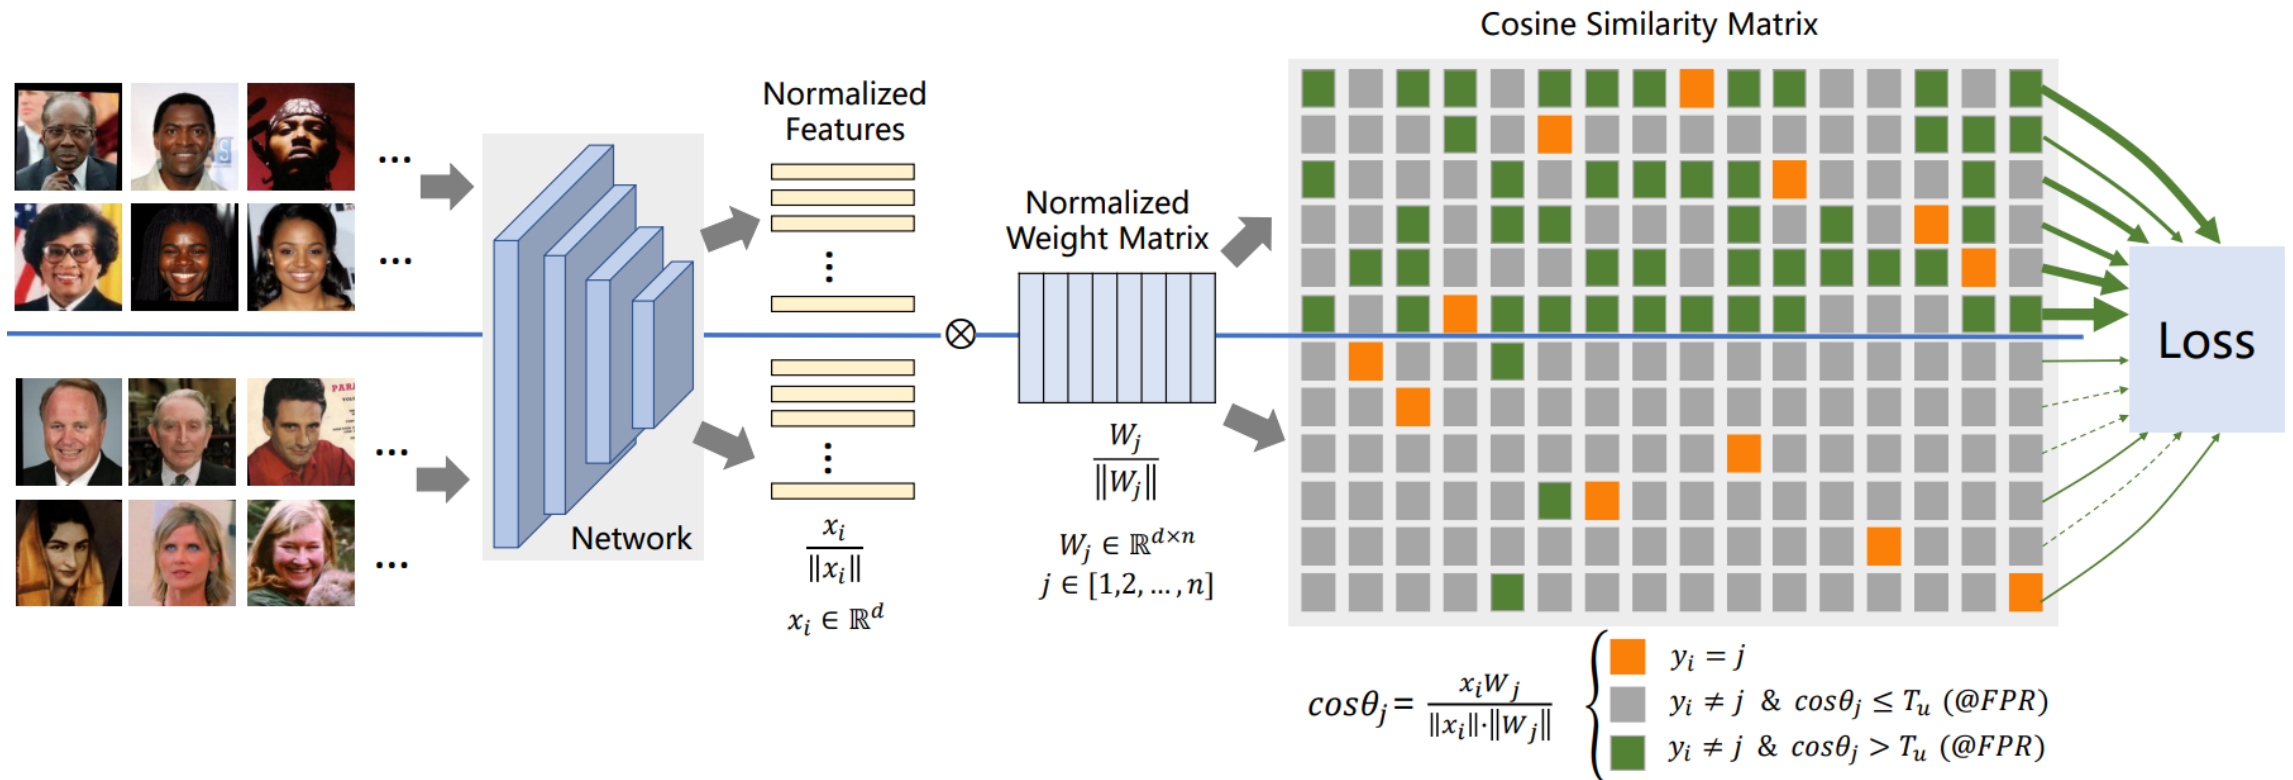 Cosine Similarity Matrix
Normalized
Features
...
...
Normalized
Weight Matrix
Loss
PARA
...
...
Network
x_i / ‖x_i‖
x_i ∈ ℝ^d
W_j / ‖W_j‖
W_j ∈ ℝ^{d×n}
j ∈ [1,2, …, n]
cosθ_j = x_iW_j / ‖x_i‖·‖W_j‖
y_i = j
y_i ≠ j & cosθ_j ≤ T_u (@FPR)
y_i ≠ j & cosθ_j > T_u (@FPR)